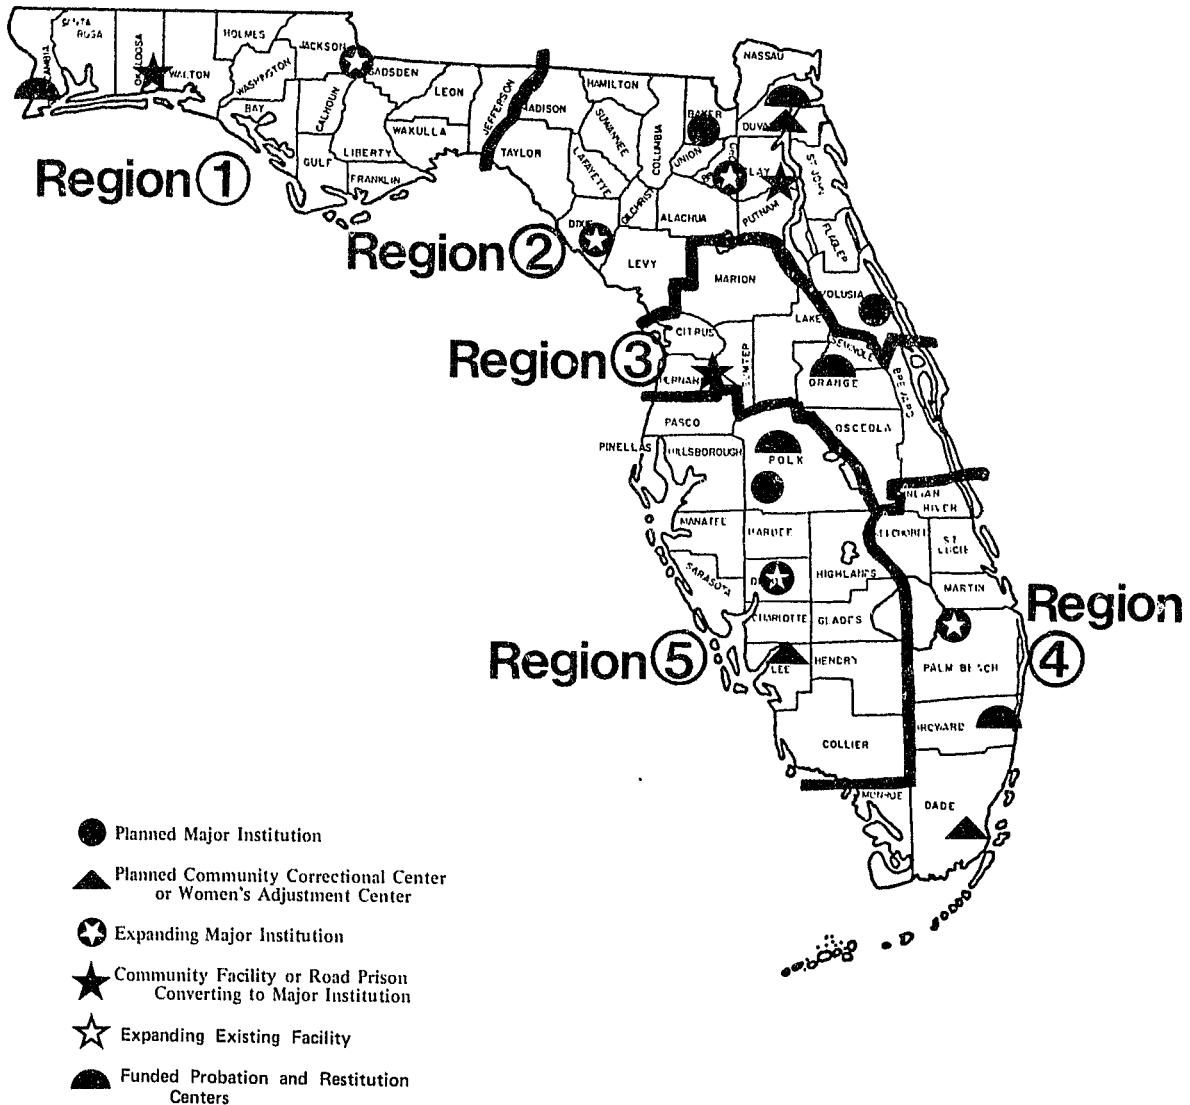 SANTA
ROSA
OKALOOSA
WALTON
HOLMES
WASHINGTON
BAY
JACKSON
CALHOUN
GULF
GADSDEN
LIBERTY
FRANKLIN
LEON
WAKULLA
JEFFERSON
MADISON
TAYLOR
HAMILTON
SUWANNEE
LAFAYETTE
DIXIE
COLUMBIA
GILCHRIST
BAKER
UNION
ALACHUA
NASSAU
DUVAL
PUTNAM
ST. JOHN
FLAGLER
LEVY
MARION
VOLUSIA
Region 1
Region 2
Region 3
CITRUS
LAKE
SEMINOLE
ORANGE
BREVARD
PASCO
OSCEOLA
PINELLAS
HILLSBOROUGH
POLK
INDIAN
RIVER
MANATEE
HARDEE
HIGHLANDS
ST.
LUCIE
SARASOTA
MARTIN
CHARLOTTE
GLADES
Region
4
Region 5
LEE
HENDRY
PALM BEACH
BROWARD
COLLIER
MONROE
DADE
Planned Major Institution
Planned Community Correctional Center
or Women's Adjustment Center
Expanding Major Institution
Community Facility or Road Prison
Converting to Major Institution
Expanding Existing Facility
Funded Probation and Restitution
Centers